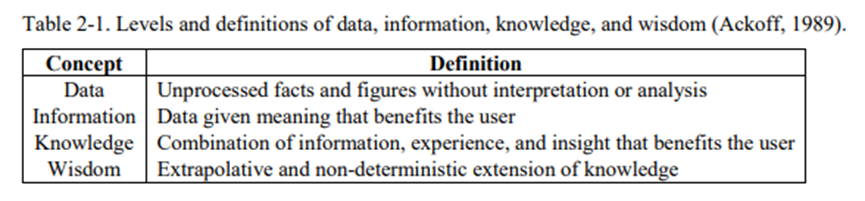 Table 2-1. Levels and definitions of data, information, knowledge, and wisdom (Ackoff, 1989).
Concept Definition
Data Unprocessed facts and figures without interpretation or analysis
Information Data given meaning that benefits the user
Knowledge Combination of information, experience, and insight that benefits the user
Wisdom Extrapolative and non-deterministic extension of knowledge